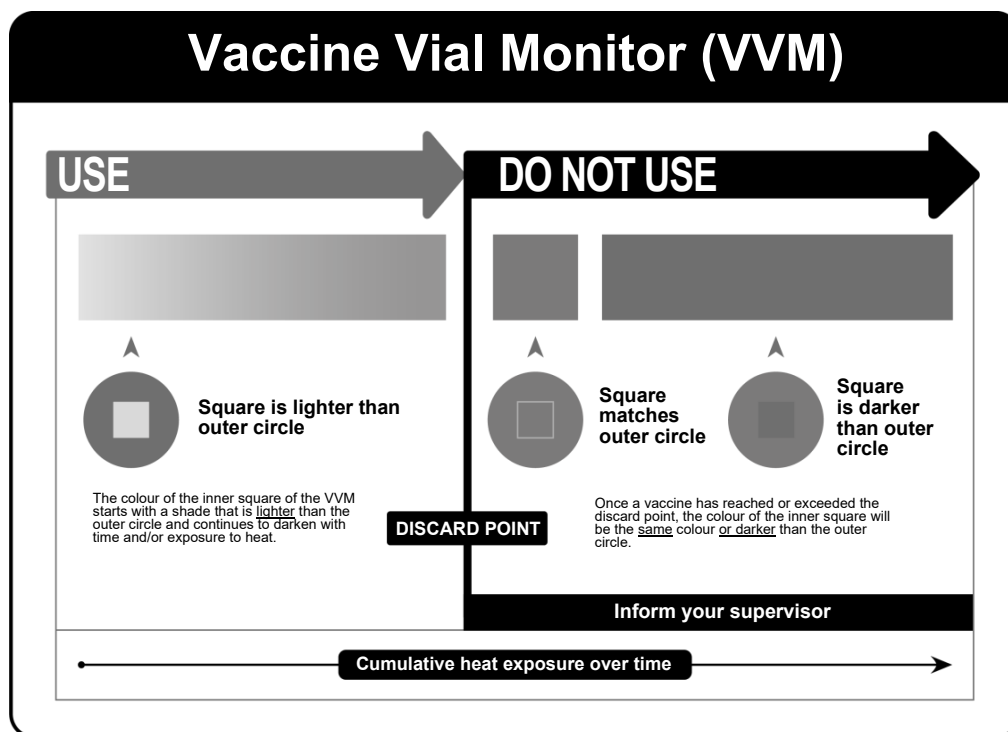 Vaccine Vial Monitor (VVM)
USE
DO NOT USE
Square is lighter than
outer circle
Square
matches
outer circle
Square
is darker
than outer
circle
The colour of the inner square of the VVM
starts with a shade that is lighter than the
outer circle and continues to darken with
time and/or exposure to heat.
DISCARD POINT
Once a vaccine has reached or exceeded the
discard point, the colour of the inner square will
be the same colour or darker than the outer
circle.
Inform your supervisor
Cumulative heat exposure over time